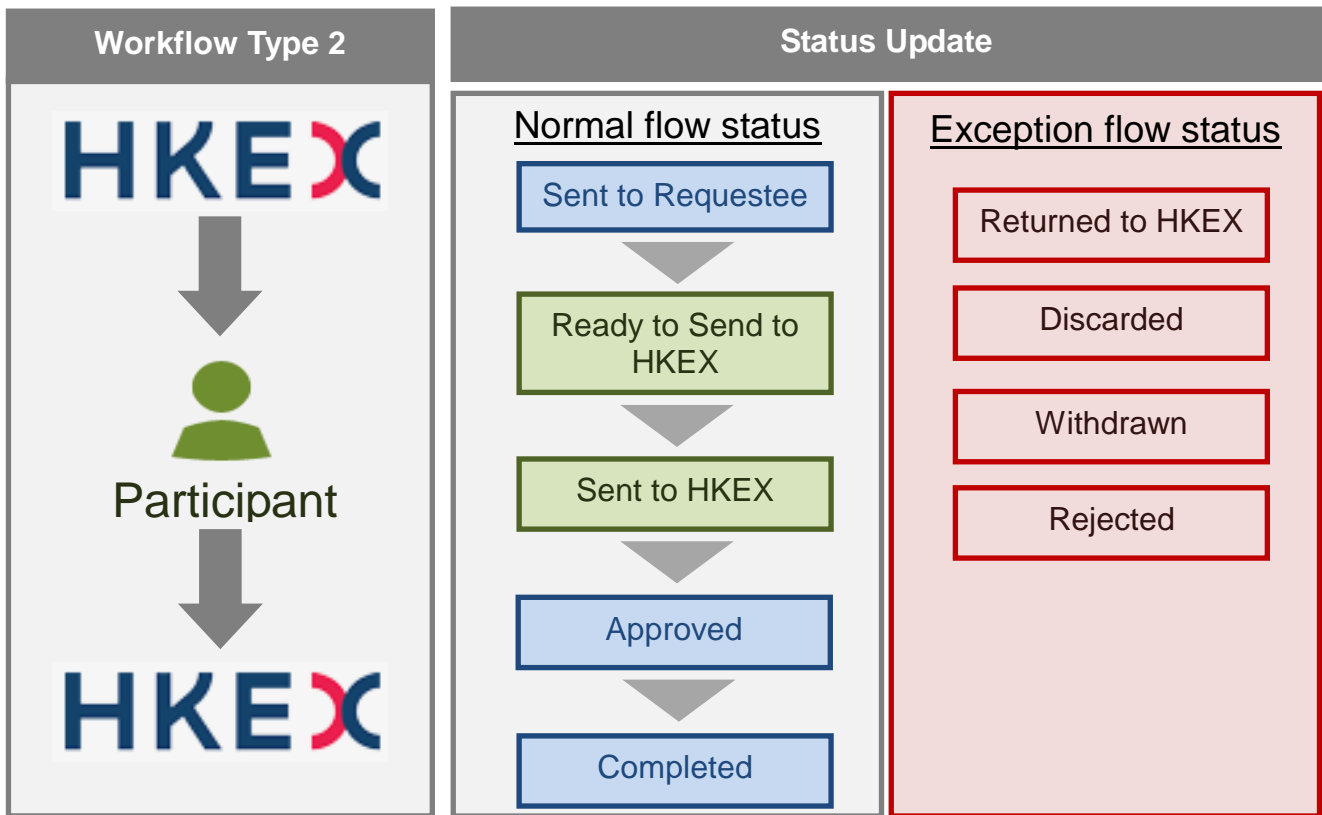 Workflow Type 2
HKEX
Participant
HKEX
Status Update
Normal flow status
Sent to Requestee
Ready to Send to
HKEX
Sent to HKEX
Approved
Completed
Exception flow status
Returned to HKEX
Discarded
Withdrawn
Rejected